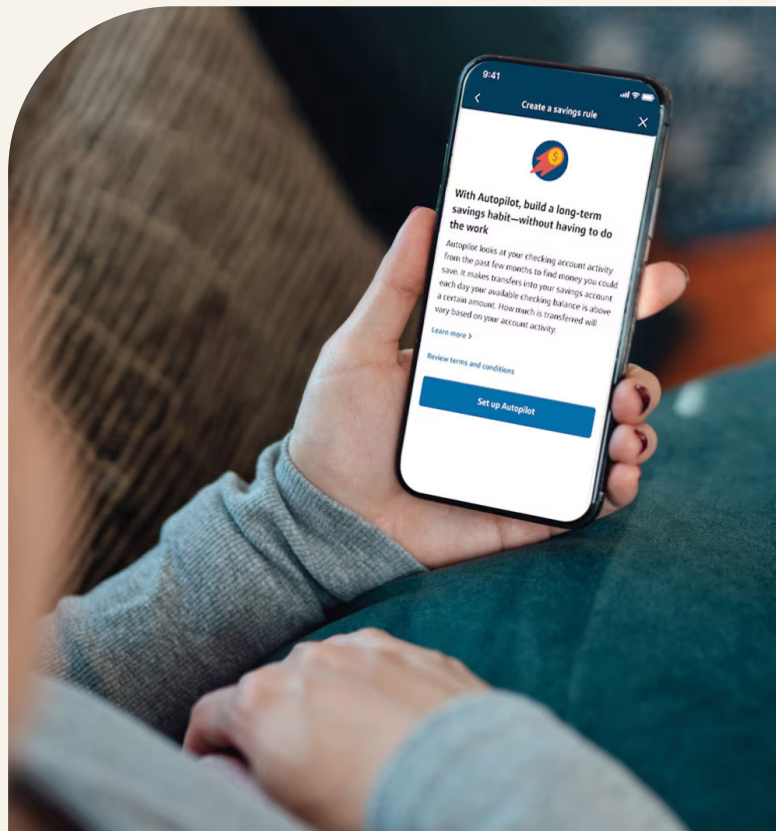 9:41
Create a savings rule
$
With Autopilot, build a long-term
savings habit—without having to do
the work
Autopilot looks at your checking account activity
from the past few months to find money you could
save. It makes transfers into your savings account
each day your available checking balance is above
a certain amount. How much is transferred will
vary based on your account activity.
Learn more >
Review terms and conditions
Set up Autopilot